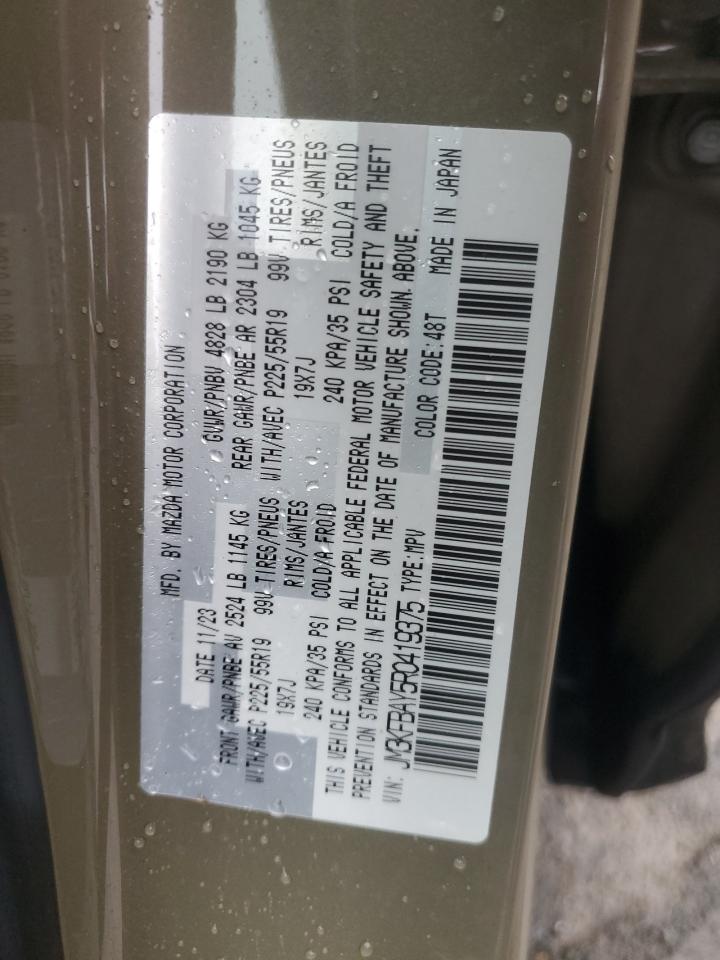 MFD. BY MAZDA MOTOR CORPORATION
DATE 11/23 GVWR/PNBV 4828 LB 2190 KG
FRONT GAWR/PNBE AV 2524 LB 1145 KG REAR GAWR/PNBE AR 2304 LB 1045 KG
WITH/AVEC P225/55R19 99V TIRES/PNEUS WITH/AVEC P225/55R19 99V TIRES/PNEUS
19X7J RIMS/JANTES 19X7J RIMS/JANTES
240 KPA/35 PSI COLD/A FROID 240 KPA/35 PSI COLD/A FROID
THIS VEHICLE CONFORMS TO ALL APPLICABLE FEDERAL MOTOR VEHICLE SAFETY AND THEFT
PREVENTION STANDARDS IN EFFECT ON THE DATE OF MANUFACTURE SHOWN ABOVE.
VIN: JM3KFBAY5R0419375 TYPE:MPV COLOR CODE:48T MADE IN JAPAN